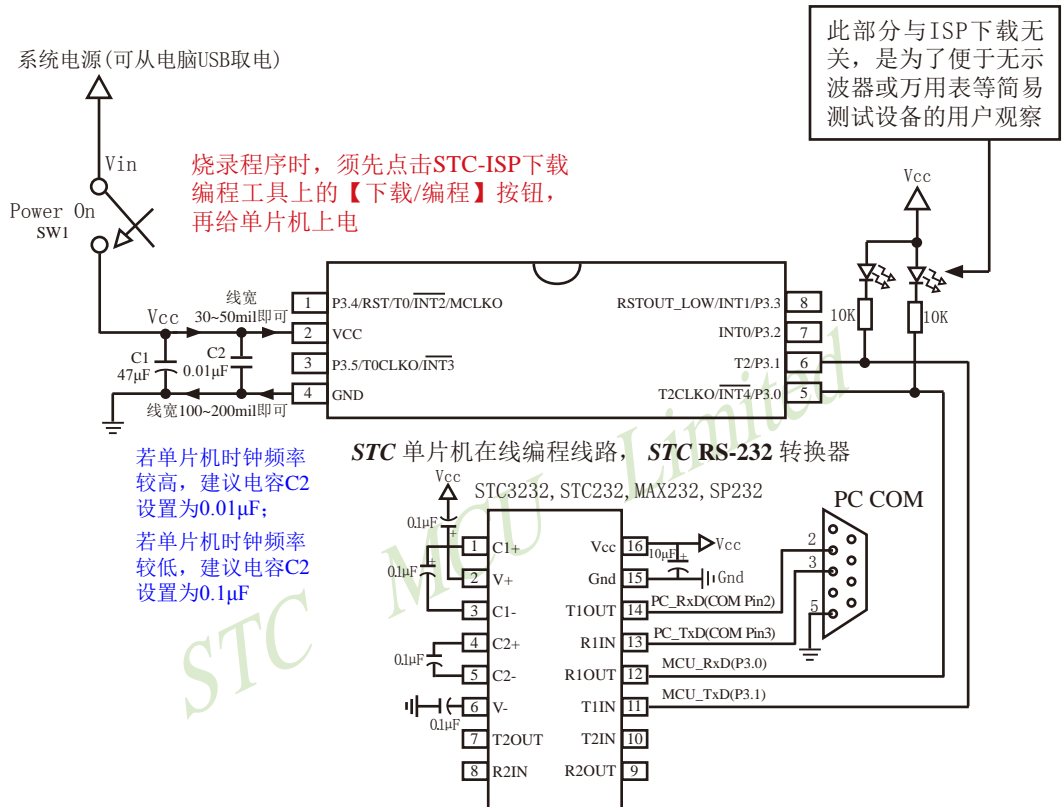 系统电源(可从电脑USB取电)
此部分与ISP下载无
关，是为了便于无示
波器或万用表等简易
测试设备的用户观察
Vin
Power On
SW1
烧录程序时，须先点击STC-ISP下载
编程工具上的【下载/编程】按钮，
再给单片机上电
Vcc
10K
10K
线宽
30~50mil即可
Vcc
C1
47μF
C2
0.01μF
线宽100~200mil即可
1 P3.4/RST/T0/INT2/MCLKO
2 VCC
3 P3.5/T0CLKO/INT3
4 GND
RSTOUT_LOW/INT1/P3.3 8
INT0/P3.2 7
T2/P3.1 6
T2CLKO/INT4/P3.0 5
若单片机时钟频率
较高，建议电容C2
设置为0.01μF；
若单片机时钟频率
较低，建议电容C2
设置为0.1μF
STC 单片机在线编程线路， STC RS-232 转换器
STC3232,STC232,MAX232,SP232
Vcc
0.1μF
+
0.1μF
+
0.1μF
0.1μF
1 C1+
2 V+
3 C1-
4 C2+
5 C2-
6 V-
7 T2OUT
8 R2IN
Vcc 16
Gnd 15
T1OUT 14
R1IN 13
R1OUT 12
T1IN 11
T2IN 10
R2OUT 9
10μF
+
Vcc
Gnd
PC_RxD(COM Pin2)
PC_TxD(COM Pin3)
MCU_RxD(P3.0)
MCU_TxD(P3.1)
PC COM
2
3
5
STC MCU Limited